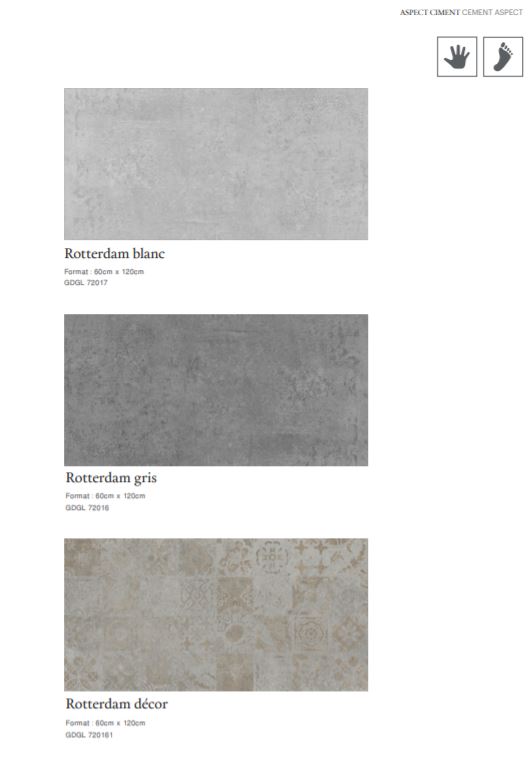 ASPECT CIMENT CEMENT ASPECT
Rotterdam blanc
Format : 60cm x 120cm
GDGL 72017
Rotterdam gris
Format : 60cm x 120cm
GDGL 72016
Rotterdam décor
Format : 60cm x 120cm
GDGL 720161